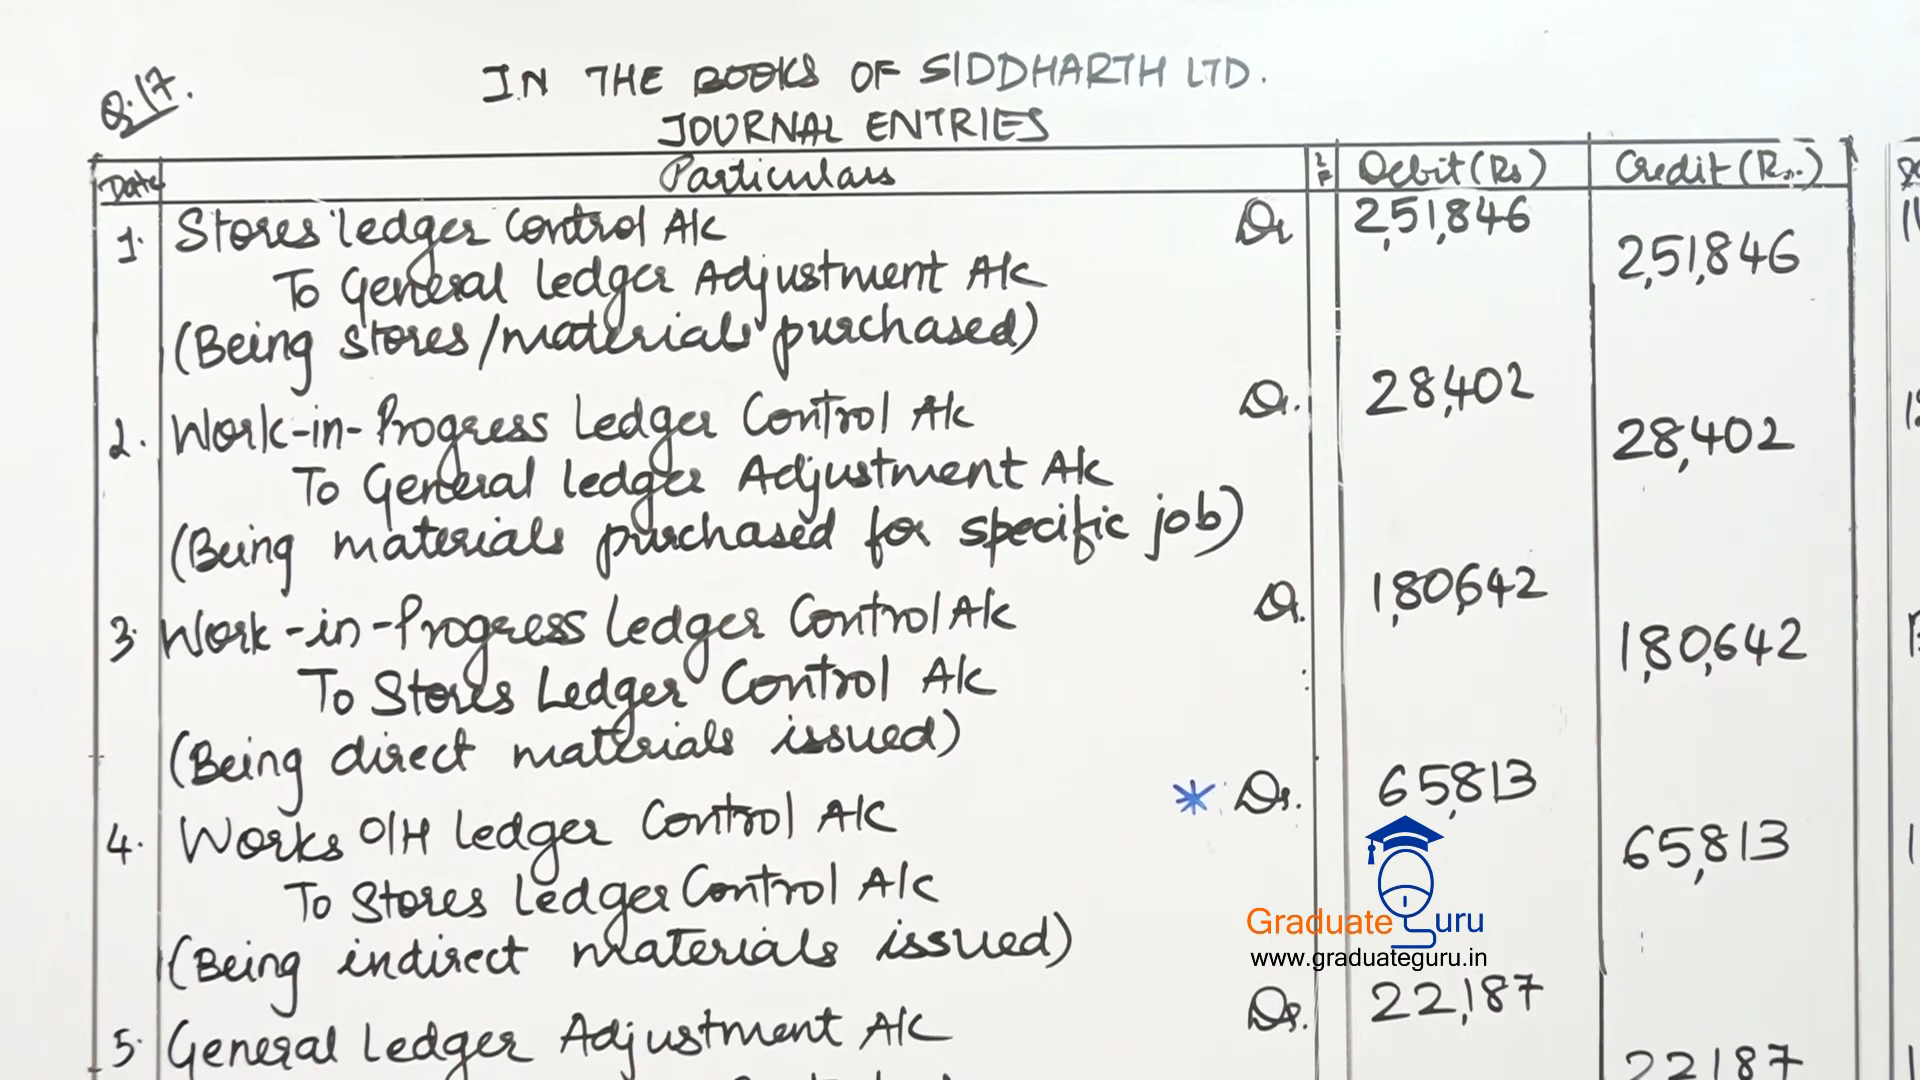 Q.17.
IN THE BOOKS OF SIDDHARTH LTD.
JOURNAL ENTRIES
Date Particulars LF Debit (Rs) Credit (Rs.)
1. Stores ledger Control A/c Dr 2,51,846
To General ledger Adjustment A/c 2,51,846
(Being stores/materials purchased)
2. Work-in-Progress Ledger Control A/c Dr. 28,402
To General ledger Adjustment A/c 28,402
(Being materials purchased for specific job)
3. Work-in-Progress Ledger Control A/c Dr. 1,80,642
To Stores Ledger Control A/c 1,80,642
(Being direct materials issued)
4. Works O/H ledger Control A/c * Dr. 65,813
To Stores Ledger Control A/c 65,813
(Being indirect materials issued)
5. General Ledger Adjustment A/c Dr. 22,187
22,187
Graduate Guru
www.graduateguru.in